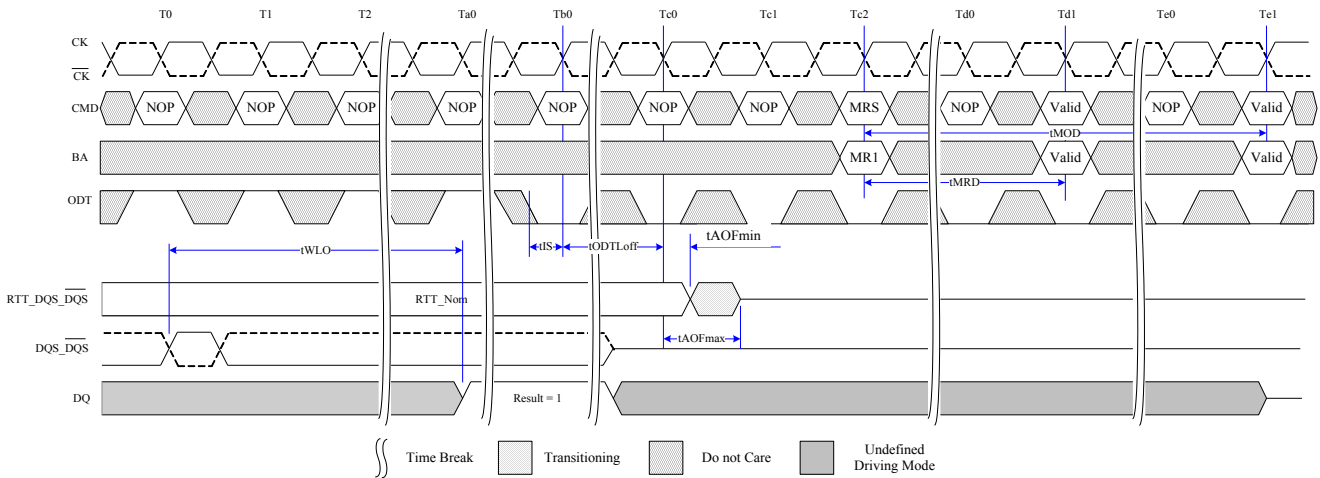 T0 T1 T2 Ta0 Tb0 Tc0 Tc1 Tc2 Td0 Td1 Te0 Te1
CK
CK
CMD NOP NOP NOP NOP NOP NOP NOP MRS NOP Valid NOP Valid
tMOD
BA MR1 Valid Valid
tMRD
ODT
tIS tODTLoff tAOFmin
tWLO
RTT_DQS_DQS RTT_Nom
tAOFmax
DQS_DQS
DQ Result = 1
Time Break Transitioning Do not Care Undefined
Driving Mode